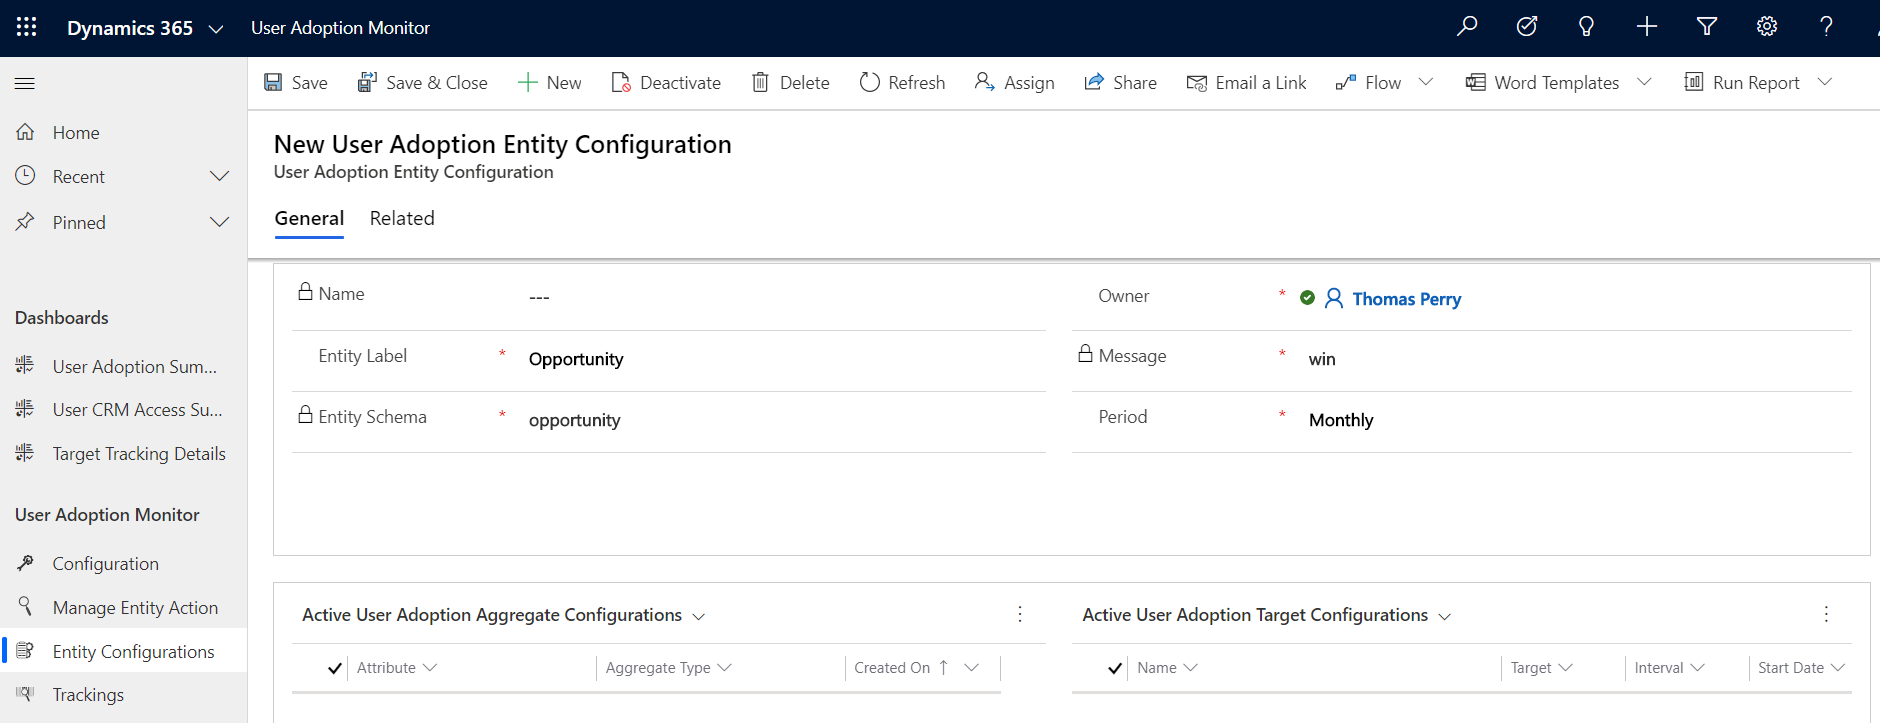 Dynamics 365 User Adoption Monitor
Save Save & Close New Deactivate Delete Refresh Assign Share Email a Link Flow Word Templates Run Report
Home
Recent
Pinned
Dashboards
User Adoption Sum...
User CRM Access Su...
Target Tracking Details
User Adoption Monitor
Configuration
Manage Entity Action
Entity Configurations
Trackings
New User Adoption Entity Configuration
User Adoption Entity Configuration
General Related
Name ---
Entity Label * Opportunity
Entity Schema * opportunity
Owner * Thomas Perry
Message * win
Period * Monthly
Active User Adoption Aggregate Configurations
Attribute Aggregate Type Created On ↑
Active User Adoption Target Configurations
Name Target Interval Start Date